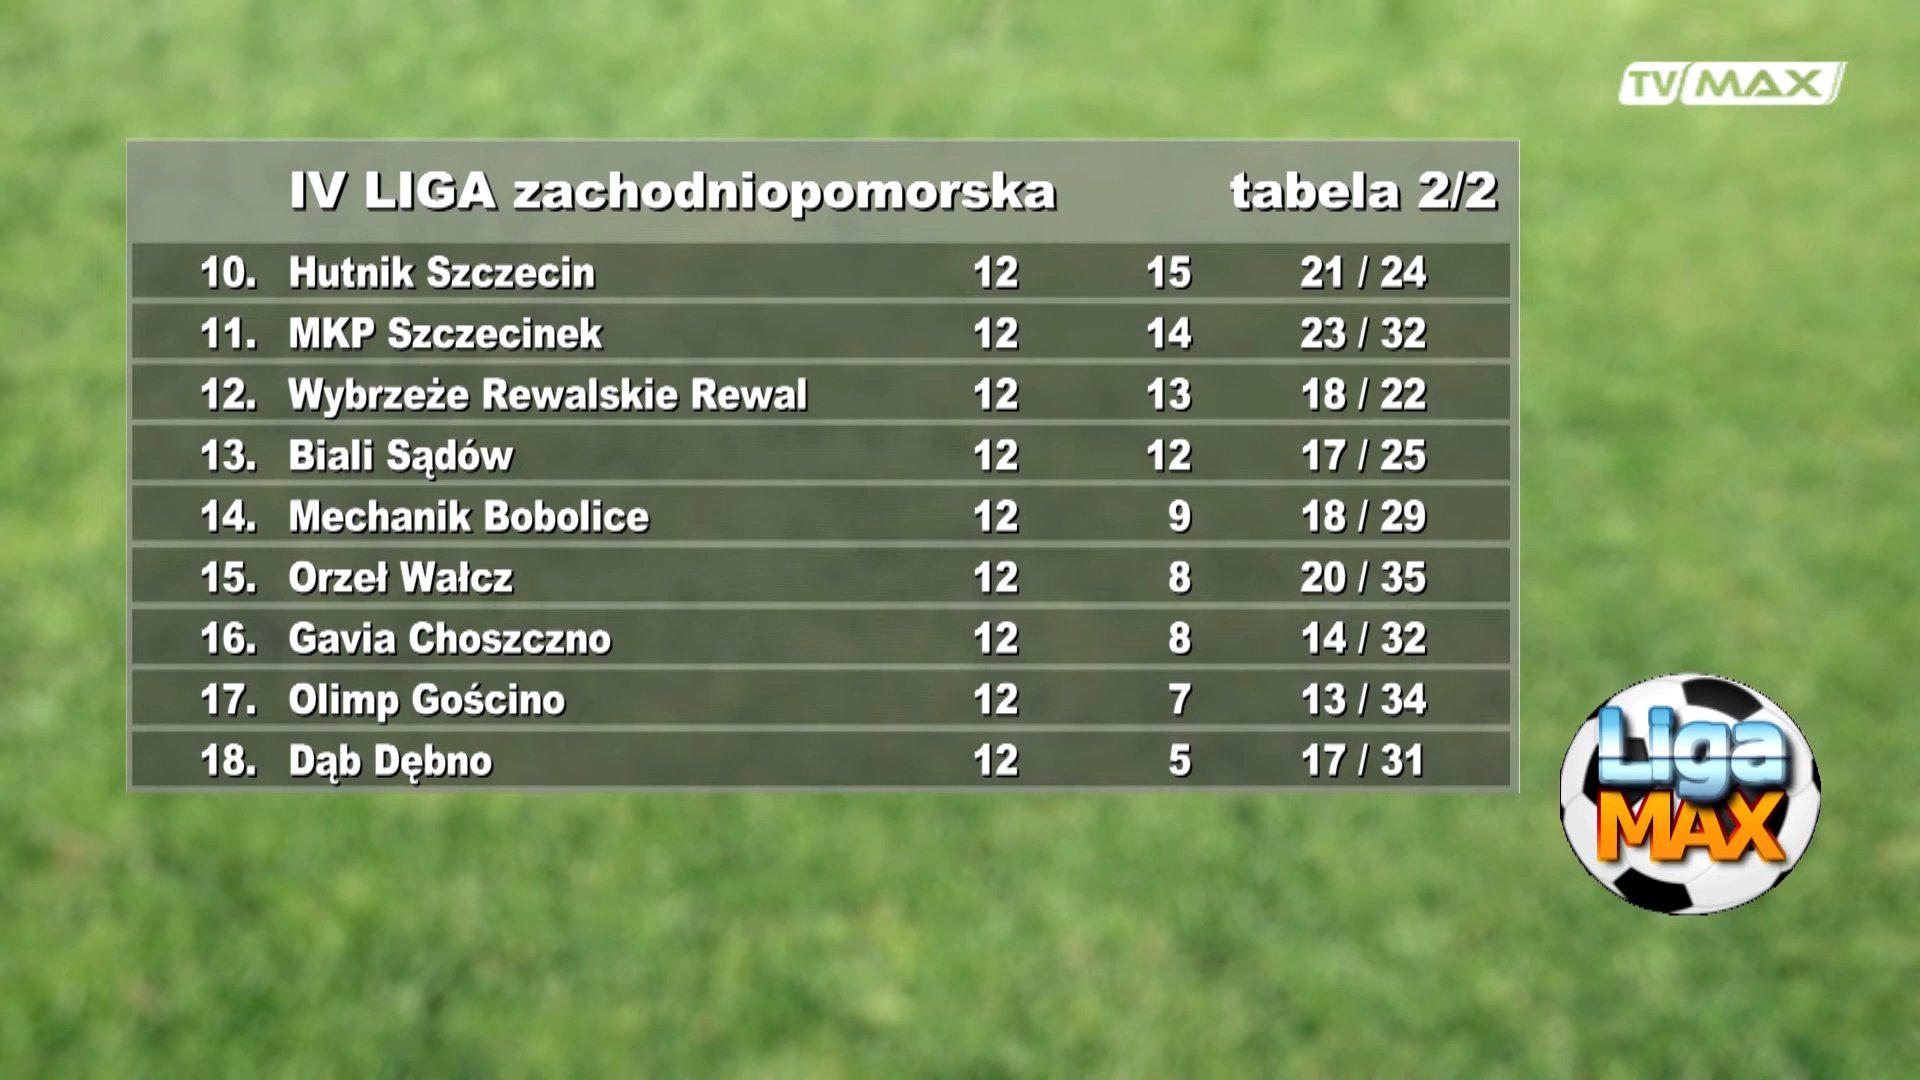 TV MAX
IV LIGA zachodniopomorska tabela 2/2
10. Hutnik Szczecin 12 15 21 / 24
11. MKP Szczecinek 12 14 23 / 32
12. Wybrzeże Rewalskie Rewal 12 13 18 / 22
13. Biali Sądów 12 12 17 / 25
14. Mechanik Bobolice 12 9 18 / 29
15. Orzeł Wałcz 12 8 20 / 35
16. Gavia Choszczno 12 8 14 / 32
17. Olimp Gościno 12 7 13 / 34
18. Dąb Dębno 12 5 17 / 31
Liga
MAX